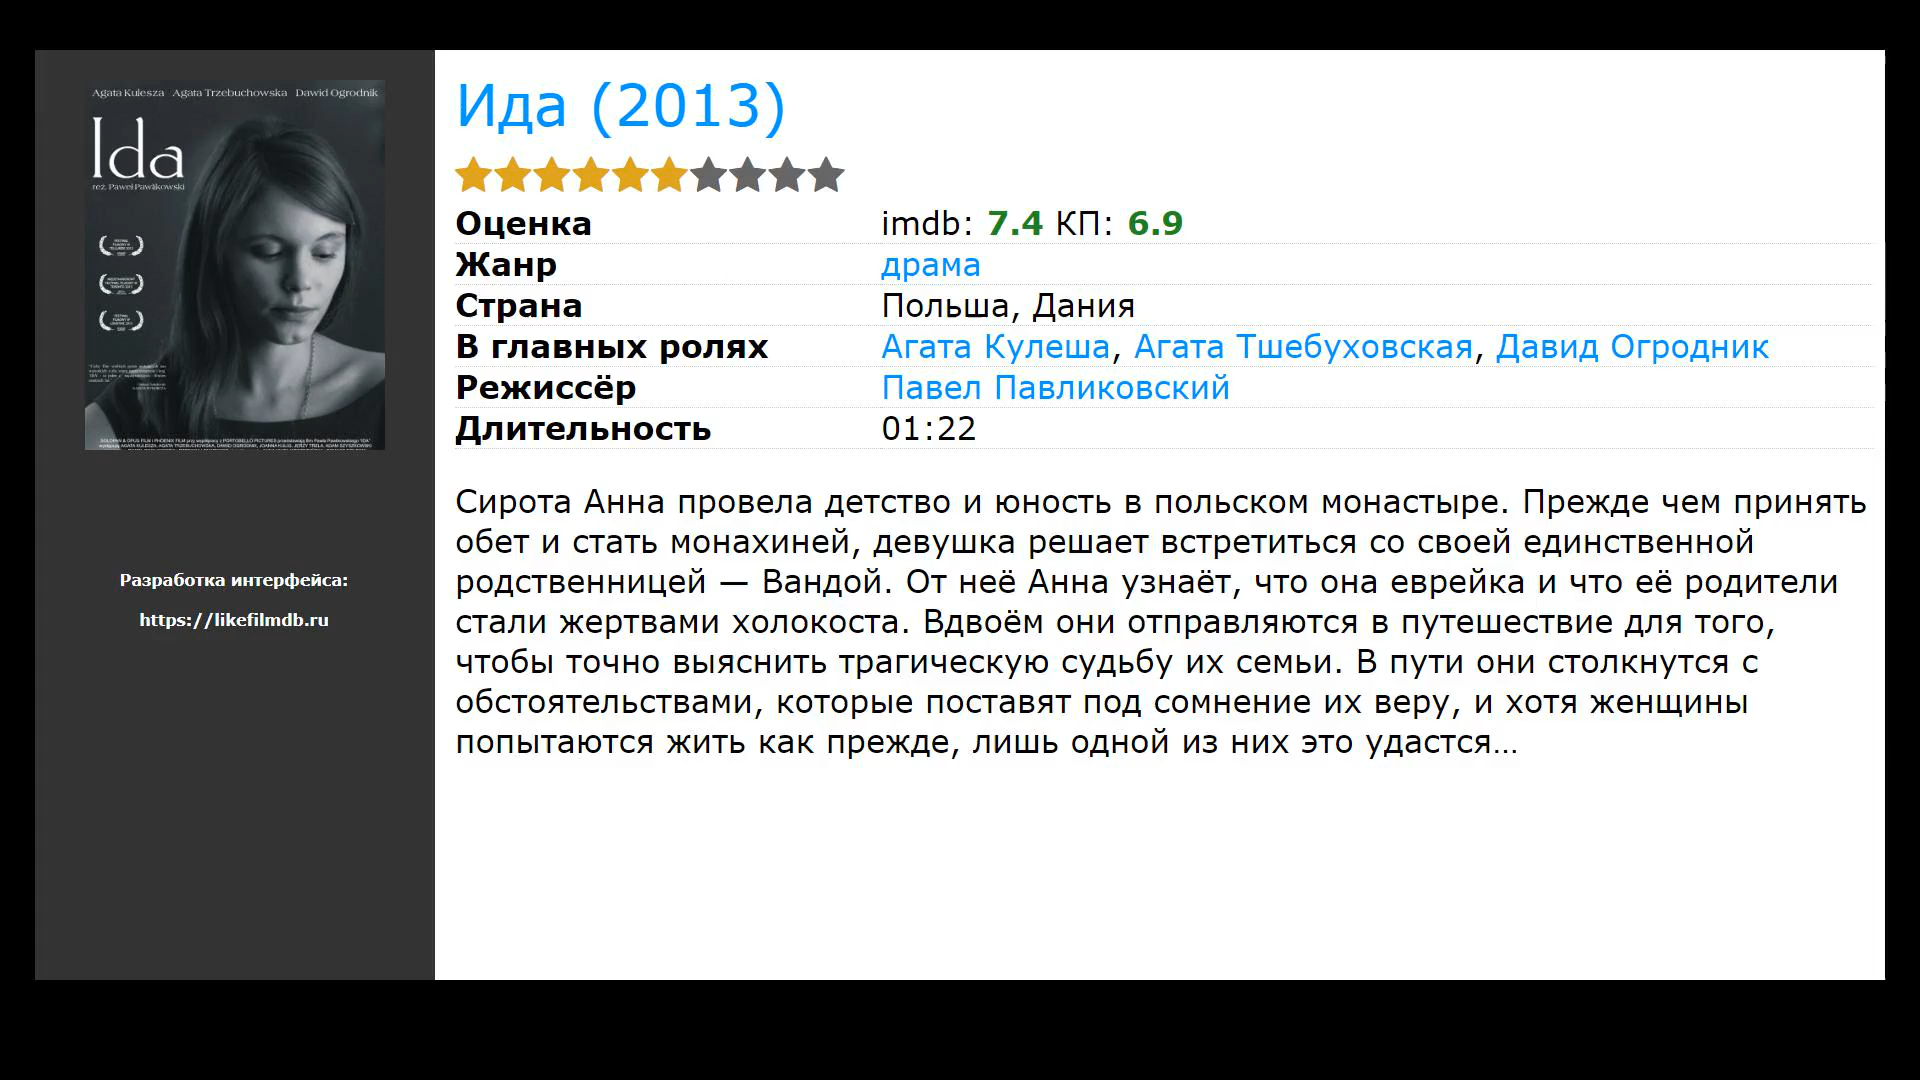 Agata Kulesza Agata Trzebuchowska Dawid Ogrodnik
Ida
reż. Paweł Pawlikowski
Разработка интерфейса:
https://likefilmdb.ru
Ида (2013)
Оценка imdb: 7.4 КП: 6.9
Жанр драма
Страна Польша, Дания
В главных ролях Агата Кулеша, Агата Тшебуховская, Давид Огродник
Режиссёр Павел Павликовский
Длительность 01:22
Сирота Анна провела детство и юность в польском монастыре. Прежде чем принять
обет и стать монахиней, девушка решает встретиться со своей единственной
родственницей — Вандой. От неё Анна узнаёт, что она еврейка и что её родители
стали жертвами холокоста. Вдвоём они отправляются в путешествие для того,
чтобы точно выяснить трагическую судьбу их семьи. В пути они столкнутся с
обстоятельствами, которые поставят под сомнение их веру, и хотя женщины
попытаются жить как прежде, лишь одной из них это удастся...